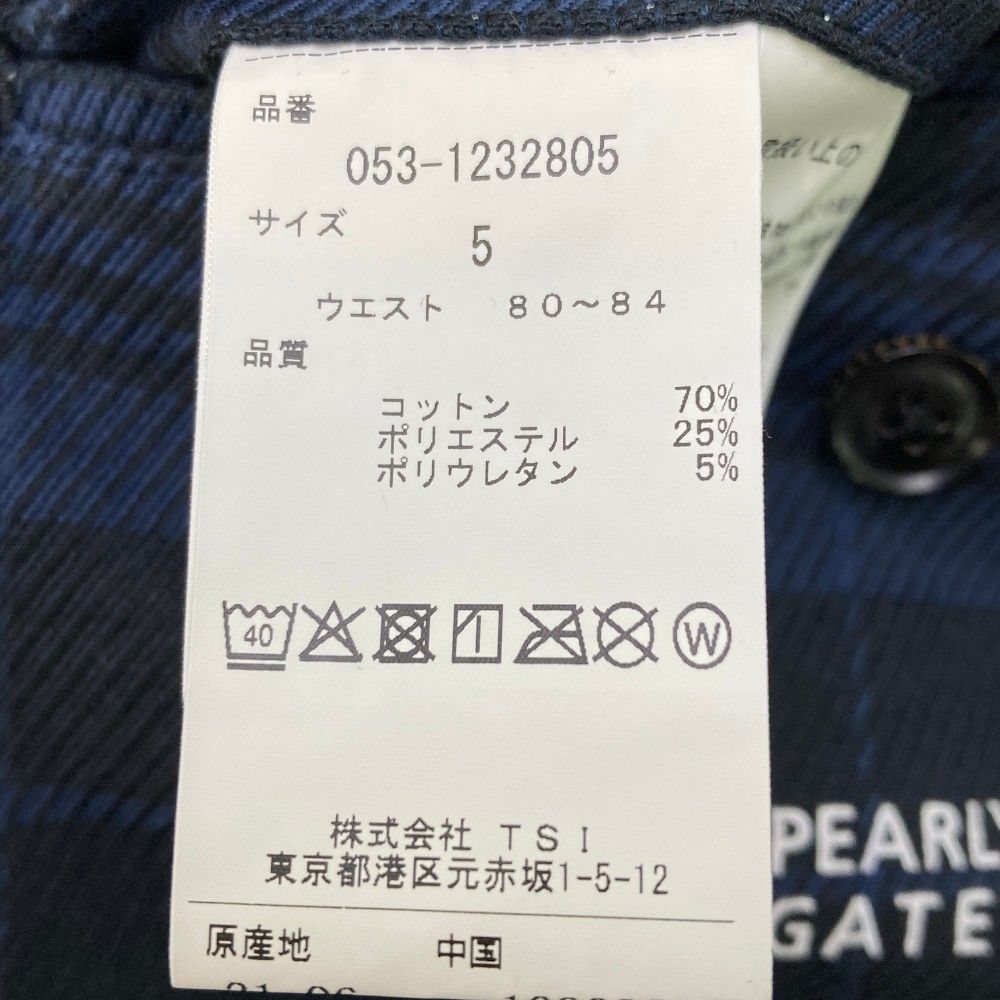 品番
053-1232805
サイズ
5
ウエスト 80～84
品質
コットン 70%
ポリエステル 25%
ポリウレタン 5%
40
W
株式会社 TSI
東京都港区元赤坂1-5-12
原産地 中国
PEARLY
GATE